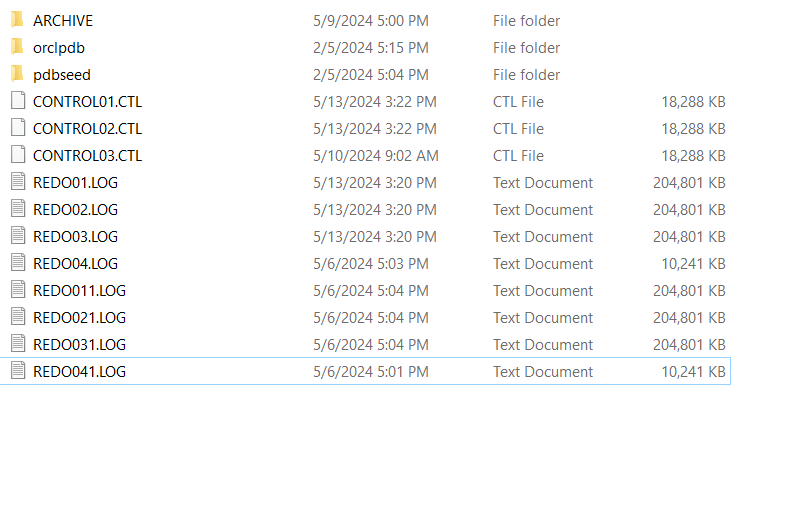 ARCHIVE 5/9/2024 5:00 PM File folder
orclpdb 2/5/2024 5:15 PM File folder
pdbseed 2/5/2024 5:04 PM File folder
CONTROL01.CTL 5/13/2024 3:22 PM CTL File 18,288 KB
CONTROL02.CTL 5/13/2024 3:22 PM CTL File 18,288 KB
CONTROL03.CTL 5/10/2024 9:02 AM CTL File 18,288 KB
REDO01.LOG 5/13/2024 3:20 PM Text Document 204,801 KB
REDO02.LOG 5/13/2024 3:20 PM Text Document 204,801 KB
REDO03.LOG 5/13/2024 3:20 PM Text Document 204,801 KB
REDO04.LOG 5/6/2024 5:03 PM Text Document 10,241 KB
REDO011.LOG 5/6/2024 5:04 PM Text Document 204,801 KB
REDO021.LOG 5/6/2024 5:04 PM Text Document 204,801 KB
REDO031.LOG 5/6/2024 5:04 PM Text Document 204,801 KB
REDO041.LOG 5/6/2024 5:01 PM Text Document 10,241 KB